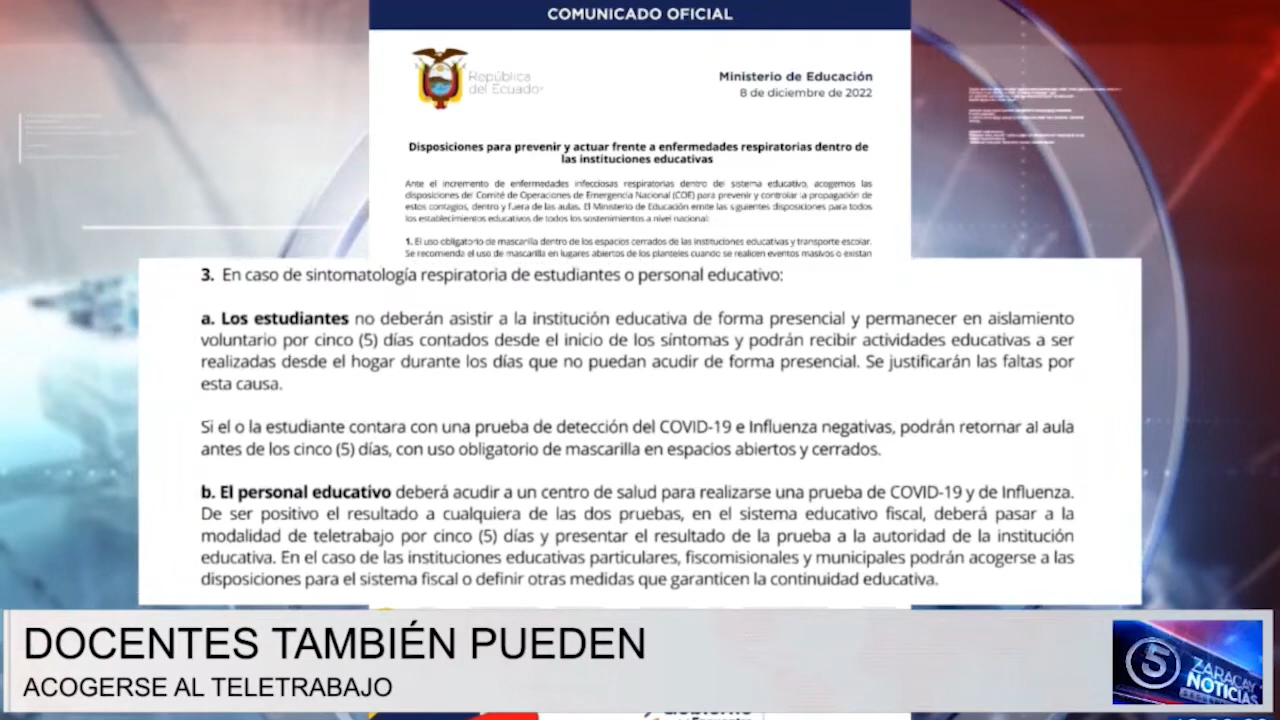 COMUNICADO OFICIAL
República
del Ecuador
Ministerio de Educación
8 de diciembre de 2022
Disposiciones para prevenir y actuar frente a enfermedades respiratorias dentro de
las instituciones educativas
Ante el incremento de enfermedades infecciosas respiratorias dentro del sistema educativo, acogemos las
disposiciones del Comité de Operaciones de Emergencia Nacional (COE) para prevenir y controlar la propagación de
estos contagios, dentro y fuera de las aulas. El Ministerio de Educación emite las siguientes disposiciones para todos
los establecimientos educativos de todos los sostenimientos a nivel nacional:
1. El uso obligatorio de mascarilla dentro de los espacios cerrados de las instituciones educativas y transporte escolar.
Se recomienda el uso de mascarilla en lugares abiertos de los planteles cuando se realicen eventos masivos o existan
3. En caso de sintomatología respiratoria de estudiantes o personal educativo:
a. Los estudiantes no deberán asistir a la institución educativa de forma presencial y permanecer en aislamiento
voluntario por cinco (5) días contados desde el inicio de los síntomas y podrán recibir actividades educativas a ser
realizadas desde el hogar durante los días que no puedan acudir de forma presencial. Se justificarán las faltas por
esta causa.
Si el o la estudiante contara con una prueba de detección del COVID-19 e Influenza negativas, podrán retornar al aula
antes de los cinco (5) días, con uso obligatorio de mascarilla en espacios abiertos y cerrados.
b. El personal educativo deberá acudir a un centro de salud para realizarse una prueba de COVID-19 y de Influenza.
De ser positivo el resultado a cualquiera de las dos pruebas, en el sistema educativo fiscal, deberá pasar a la
modalidad de teletrabajo por cinco (5) días y presentar el resultado de la prueba a la autoridad de la institución
educativa. En el caso de las instituciones educativas particulares, fiscomisionales y municipales podrán acogerse a las
disposiciones para el sistema fiscal o definir otras medidas que garanticen la continuidad educativa.
DOCENTES TAMBIÉN PUEDEN
ACOGERSE AL TELETRABAJO
5
ZARACAY
NOTICIAS